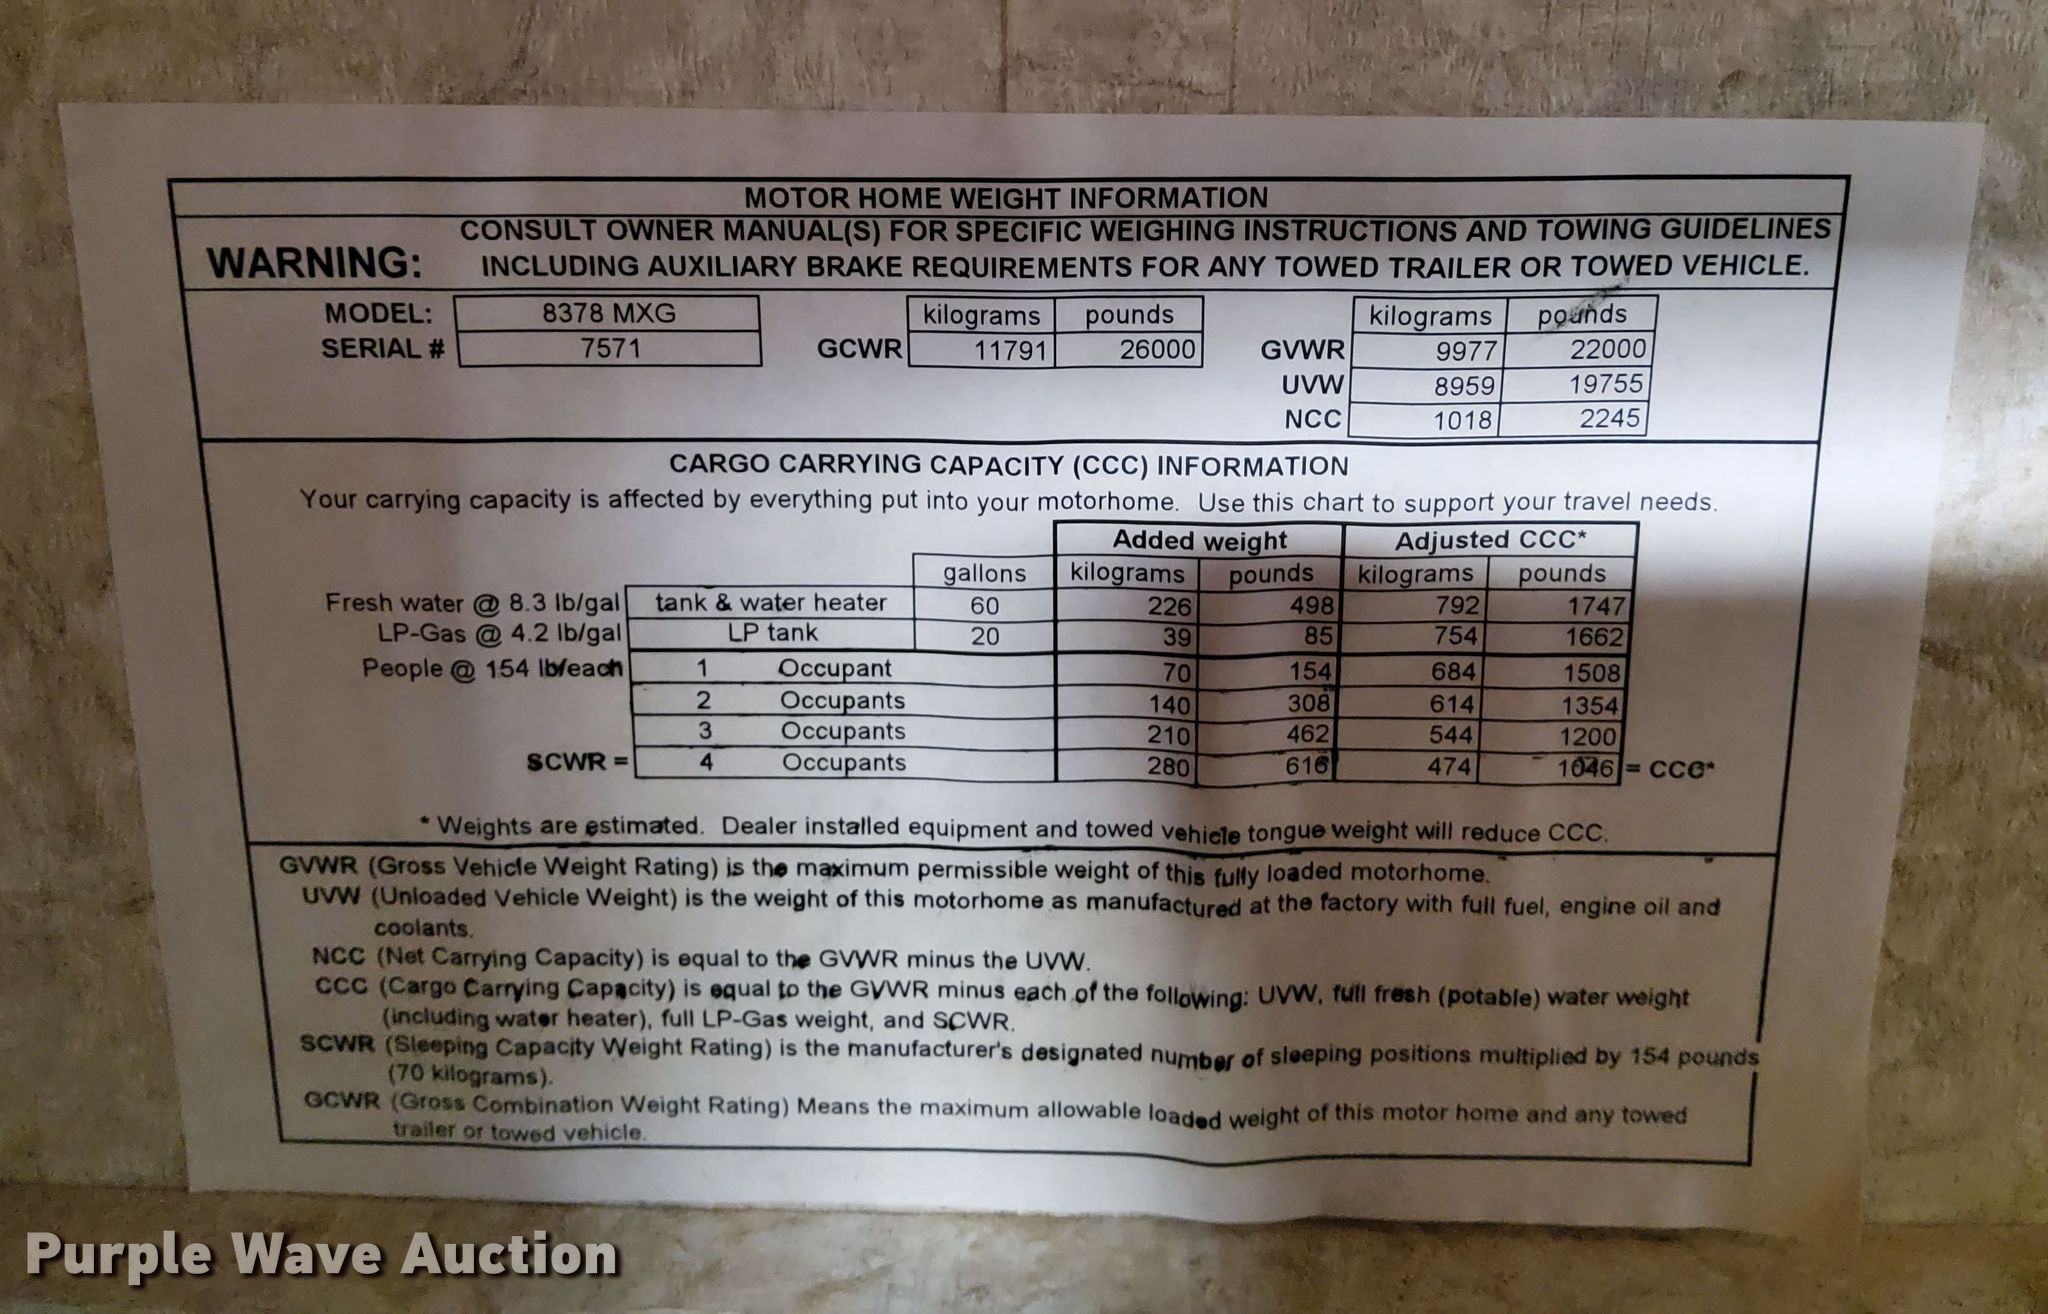 MOTOR HOME WEIGHT INFORMATION
WARNING: CONSULT OWNER MANUAL(S) FOR SPECIFIC WEIGHING INSTRUCTIONS AND TOWING GUIDELINES
INCLUDING AUXILIARY BRAKE REQUIREMENTS FOR ANY TOWED TRAILER OR TOWED VEHICLE.
MODEL: 8378 MXG kilograms pounds kilograms pounds
SERIAL # 7571 GCWR 11791 26000 GVWR 9977 22000
UVW 8959 19755
NCC 1018 2245
CARGO CARRYING CAPACITY (CCC) INFORMATION
Your carrying capacity is affected by everything put into your motorhome. Use this chart to support your travel needs.
Added weight Adjusted CCC*
gallons kilograms pounds kilograms pounds
Fresh water @ 8.3 lb/gal tank & water heater 60 226 498 792 1747
LP-Gas @ 4.2 lb/gal LP tank 20 39 85 754 1662
People @ 154 lb/each 1 Occupant 70 154 684 1508
2 Occupants 140 308 614 1354
3 Occupants 210 462 544 1200
SCWR = 4 Occupants 280 616 474 1046 = CCC*
* Weights are estimated. Dealer installed equipment and towed vehicle tongue weight will reduce CCC.
GVWR (Gross Vehicle Weight Rating) is the maximum permissible weight of this fully loaded motorhome.
UVW (Unloaded Vehicle Weight) is the weight of this motorhome as manufactured at the factory with full fuel, engine oil and
coolants.
NCC (Net Carrying Capacity) is equal to the GVWR minus the UVW.
CCC (Cargo Carrying Capacity) is equal to the GVWR minus each of the following: UVW, full fresh (potable) water weight
(including water heater), full LP-Gas weight, and SCWR.
SCWR (Sleeping Capacity Weight Rating) is the manufacturer's designated number of sleeping positions multiplied by 154 pounds
(70 kilograms).
GCWR (Gross Combination Weight Rating) Means the maximum allowable loaded weight of this motor home and any towed
trailer or towed vehicle.
Purple Wave Auction